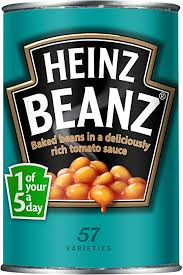 HEINZ
BEANZ
Baked beans in a deliciously
rich tomato sauce
1 of
your
5 a
day
57
VARIETIES